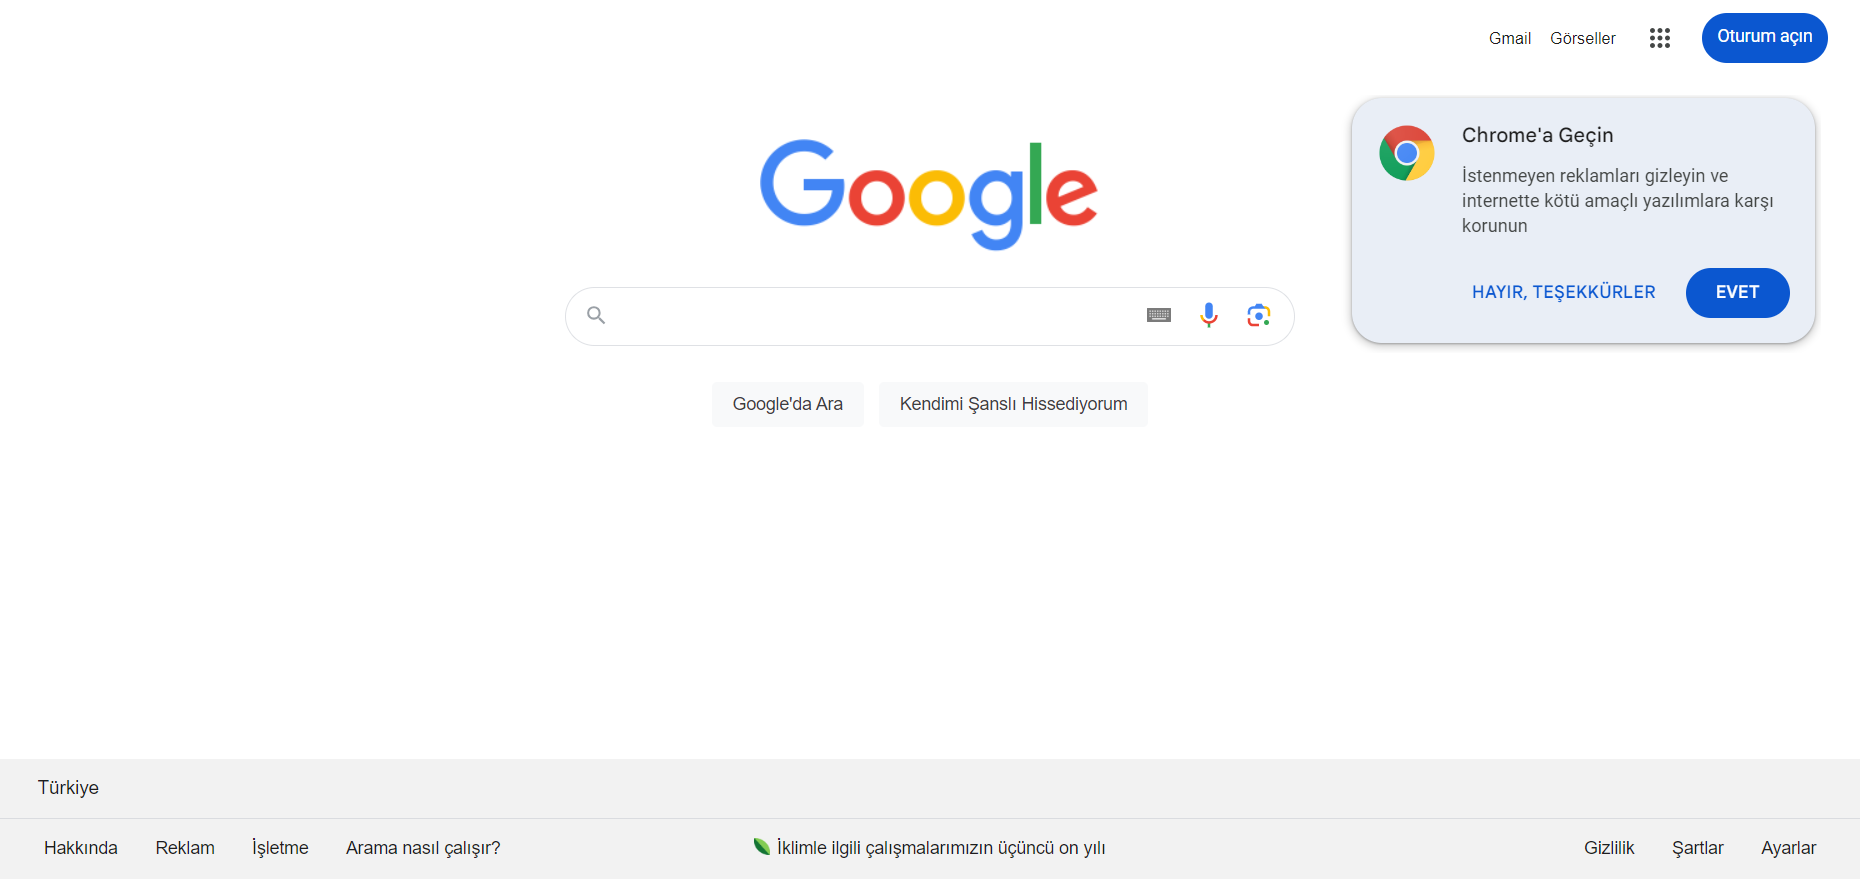 Gmail Görseller Oturum açın
Google
Chrome'a Geçin
İstenmeyen reklamları gizleyin ve
internette kötü amaçlı yazılımlara karşı
korunun
HAYIR, TEŞEKKÜRLER EVET
Google'da Ara Kendimi Şanslı Hissediyorum
Türkiye
Hakkında Reklam İşletme Arama nasıl çalışır? İklimle ilgili çalışmalarımızın üçüncü on yılı Gizlilik Şartlar Ayarlar